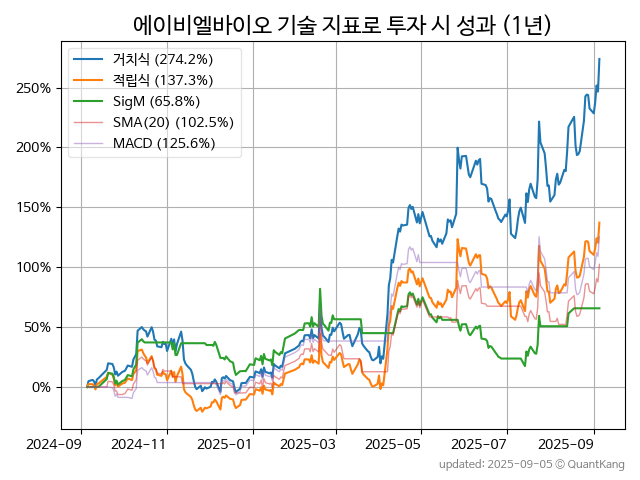 에이비엘바이오 기술 지표로 투자 시 성과 (1년)
거치식 (274.2%)
적립식 (137.3%)
SigM (65.8%)
SMA(20) (102.5%)
MACD (125.6%)
250%
200%
150%
100%
50%
0%
2024-09 2024-11 2025-01 2025-03 2025-05 2025-07 2025-09
updated: 2025-09-05 © QuantKang